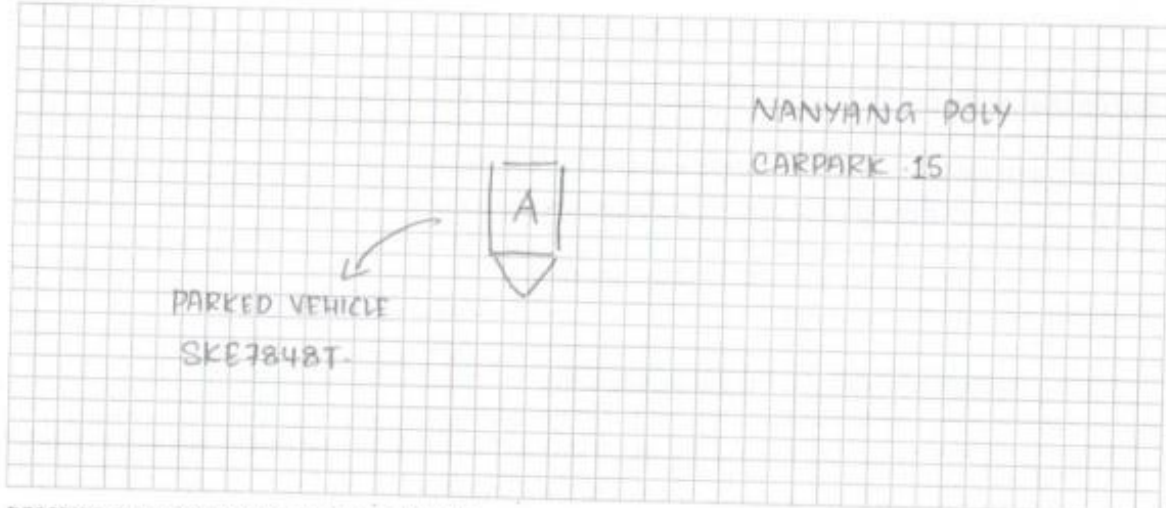 NANYANG POLY
CARPARK 15
A
PARKED VEHICLE
SKE7848T